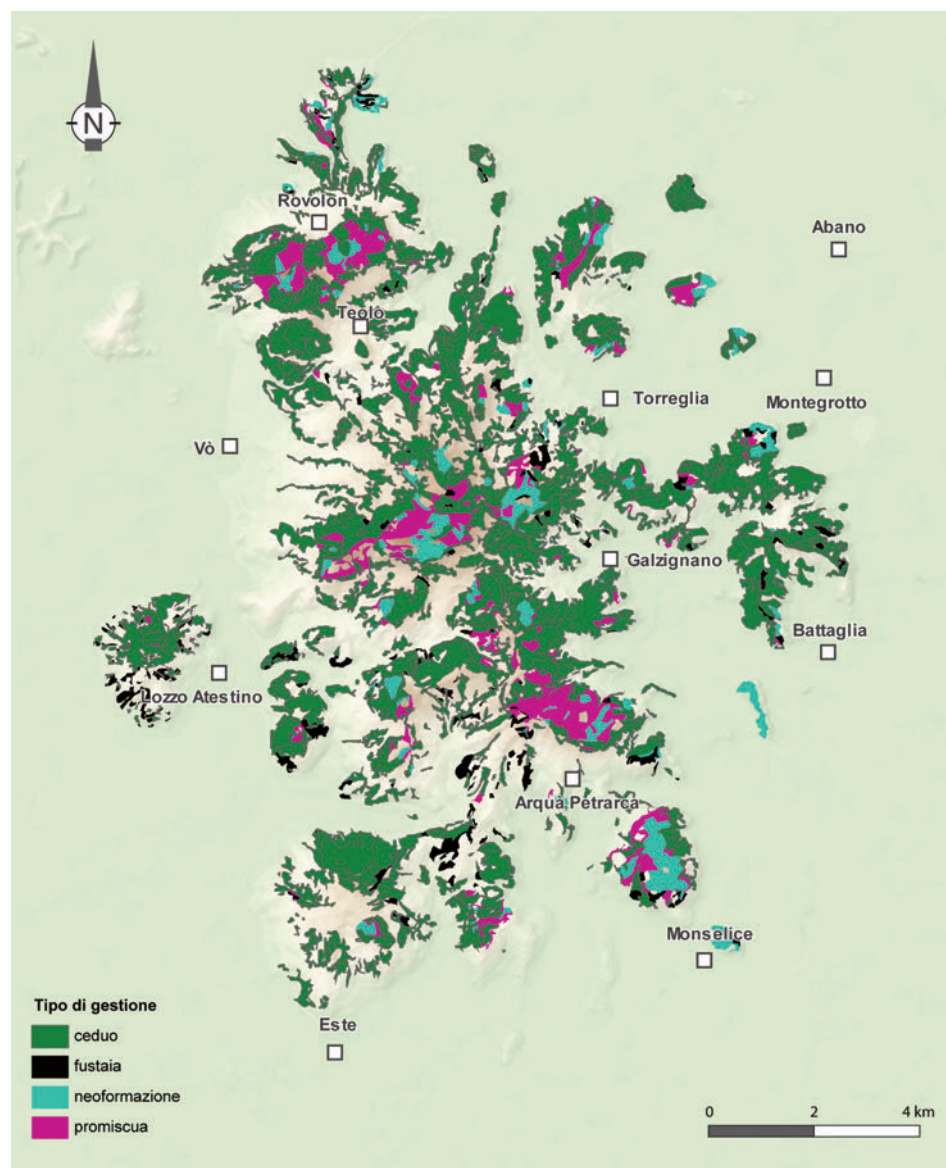 N
Rovolon
Abano
Teolo
Torreglia
Montegrotto
Vò
Galzignano
Battaglia
Lozzo Atestino
Arquà Petrarca
Monselice
Este
Tipo di gestione
ceduo
fustaia
neoformazione
promiscua
0 2 4 km